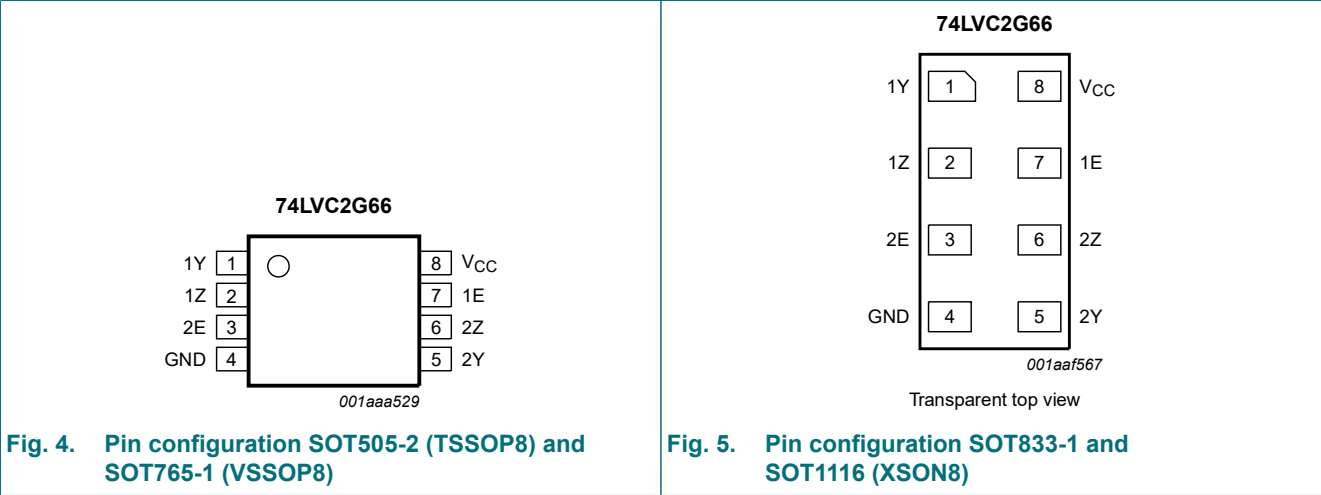 74LVC2G66
1Y 1 8 VCC
1Z 2 7 1E
2E 3 6 2Z
GND 4 5 2Y
001aaa529
Fig. 4. Pin configuration SOT505-2 (TSSOP8) and
SOT765-1 (VSSOP8)
74LVC2G66
1Y 1 8 VCC
1Z 2 7 1E
2E 3 6 2Z
GND 4 5 2Y
001aaf567
Transparent top view
Fig. 5. Pin configuration SOT833-1 and
SOT1116 (XSON8)